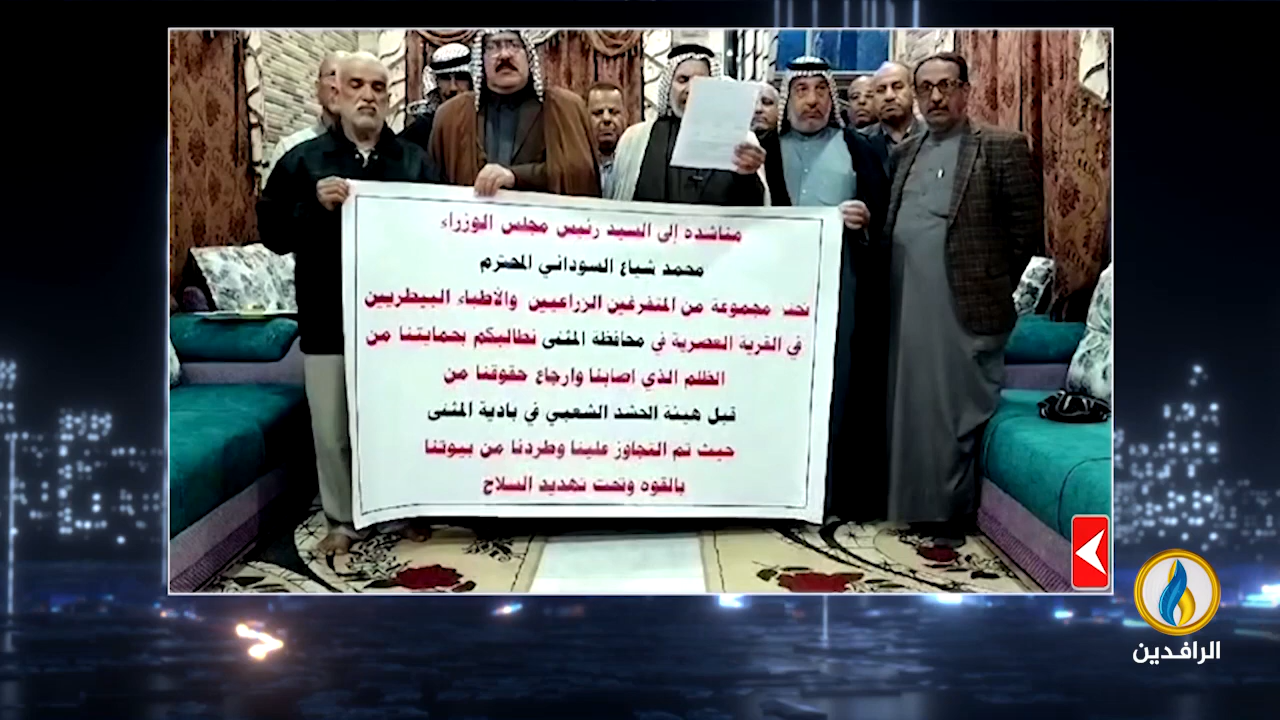 مناشده إلى السيد رئيس مجلس الوزراء
محمد شياع السوداني المحترم
نحن مجموعة من المتفرغين الزراعيين والأطباء البيطريين
في القرية العصرية في محافظة المثنى نطالبكم بحمايتنا من
الظلم الذي اصابنا وارجاع حقوقنا من
قبل هيئة الحشد الشعبي في بادية المثنى
حيث تم التجاوز علينا وطردنا من بيوتنا
بالقوه وتحت تهديد السلاح
الرافدين